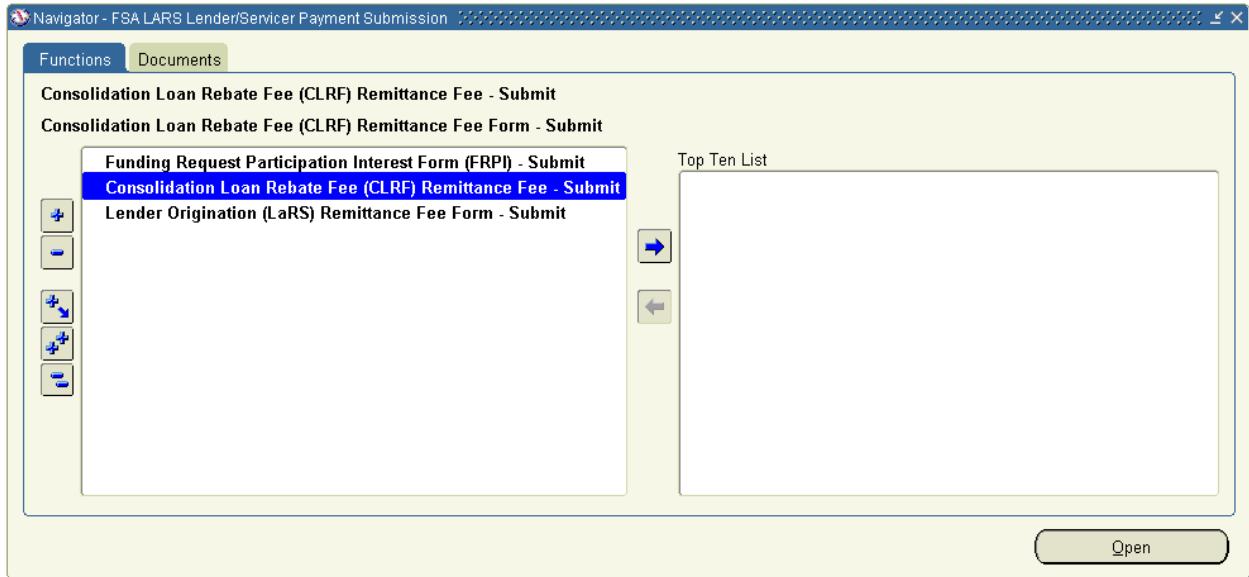 Navigator - FSA LARS Lender/Servicer Payment Submission
Functions Documents
Consolidation Loan Rebate Fee (CLRF) Remittance Fee - Submit
Consolidation Loan Rebate Fee (CLRF) Remittance Fee Form - Submit
Funding Request Participation Interest Form (FRPI) - Submit
Consolidation Loan Rebate Fee (CLRF) Remittance Fee - Submit
Lender Origination (LaRS) Remittance Fee Form - Submit
Top Ten List
Open